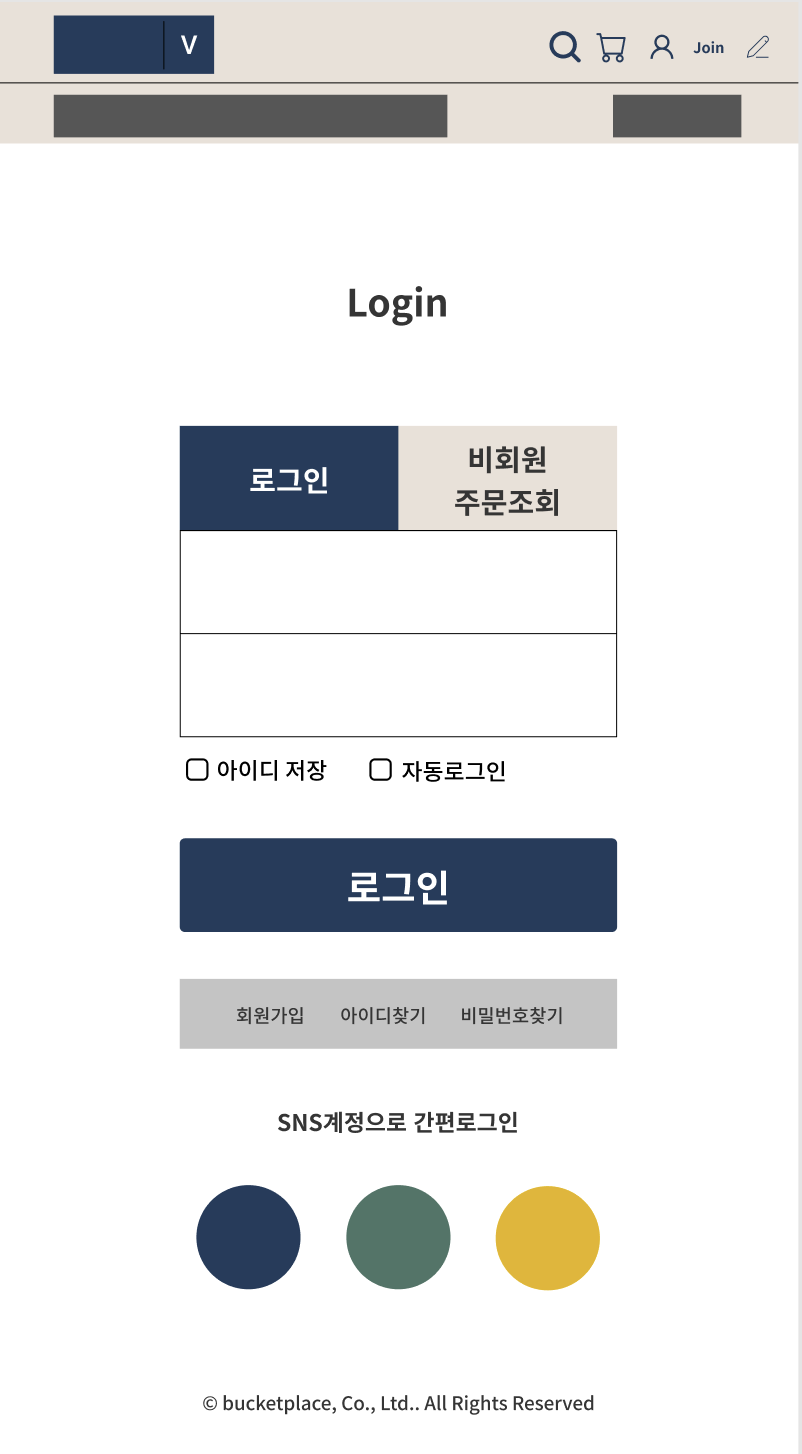 V
Join
Login
로그인
비회원
주문조회
아이디 저장
자동로그인
로그인
회원가입 아이디찾기 비밀번호찾기
SNS계정으로 간편로그인
© bucketplace, Co., Ltd.. All Rights Reserved